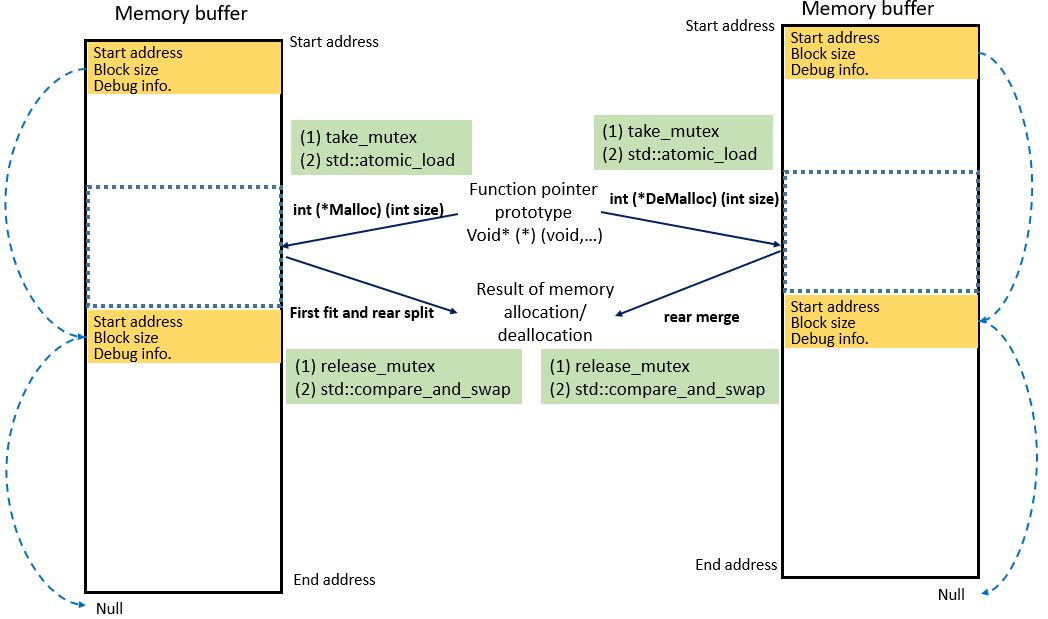 Memory buffer
Start address
Start address
Block size
Debug info.
(1) take_mutex
(2) std::atomic_load
int (*Malloc) (int size)
First fit and rear split
Start address
Block size
Debug info.
(1) release_mutex
(2) std::compare_and_swap
End address
Null
Function pointer
prototype
Void* (*) (void,...)
Result of memory
allocation/
deallocation
Memory buffer
Start address
Start address
Block size
Debug info.
(1) take_mutex
(2) std::atomic_load
int (*DeMalloc) (int size)
rear merge
Start address
Block size
Debug info.
(1) release_mutex
(2) std::compare_and_swap
End address
Null